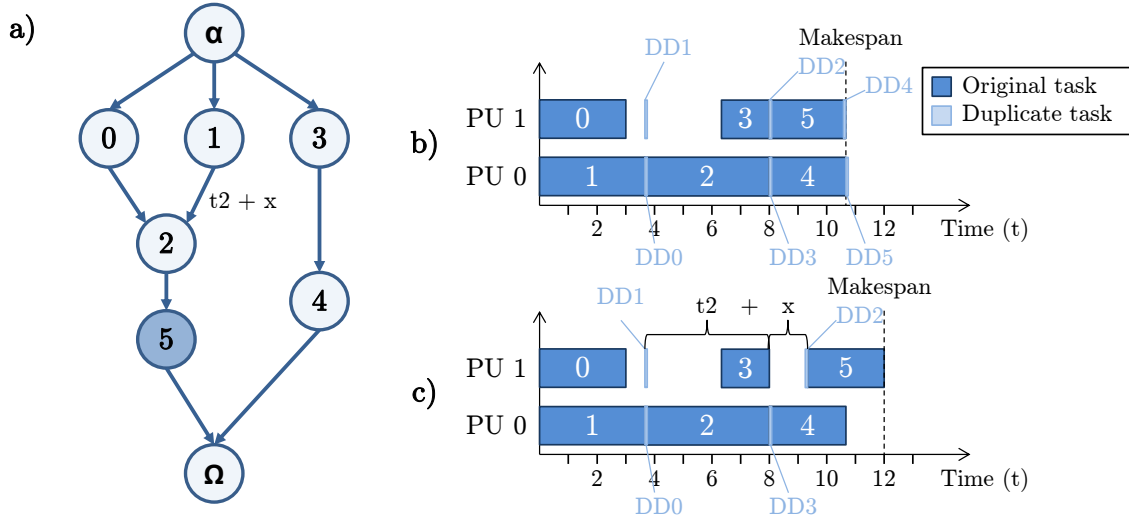 a)
α
0
1
3
t2 + x
2
4
5
Ω
b)
Makespan
DD1
DD2
DD4
Original task
Duplicate task
PU 1
0
3
5
PU 0
1
2
4
2
4
6
8
10
12
Time (t)
DD0
DD3
DD5
c)
Makespan
DD1
t2 + x
DD2
PU 1
0
3
5
PU 0
1
2
4
2
4
6
8
10
12
Time (t)
DD0
DD3